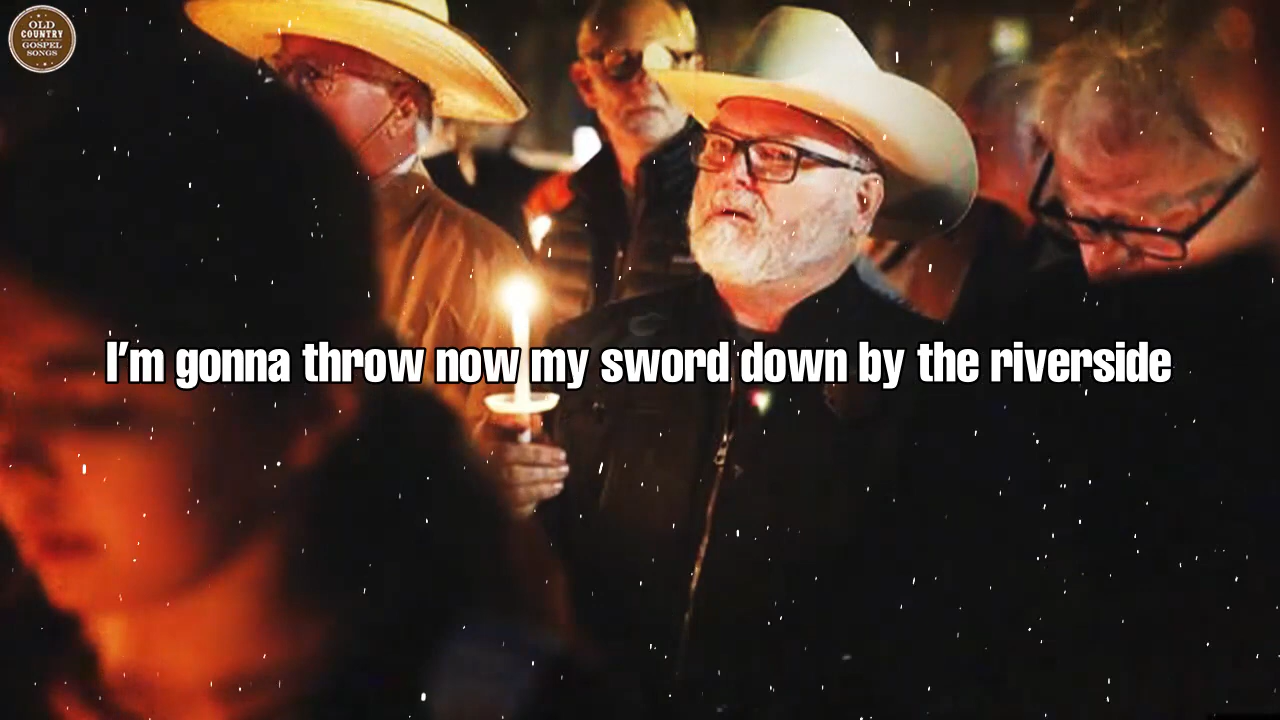 OLD
COUNTRY
GOSPEL
SONGS
I'm gonna throw now my sword down by the riverside